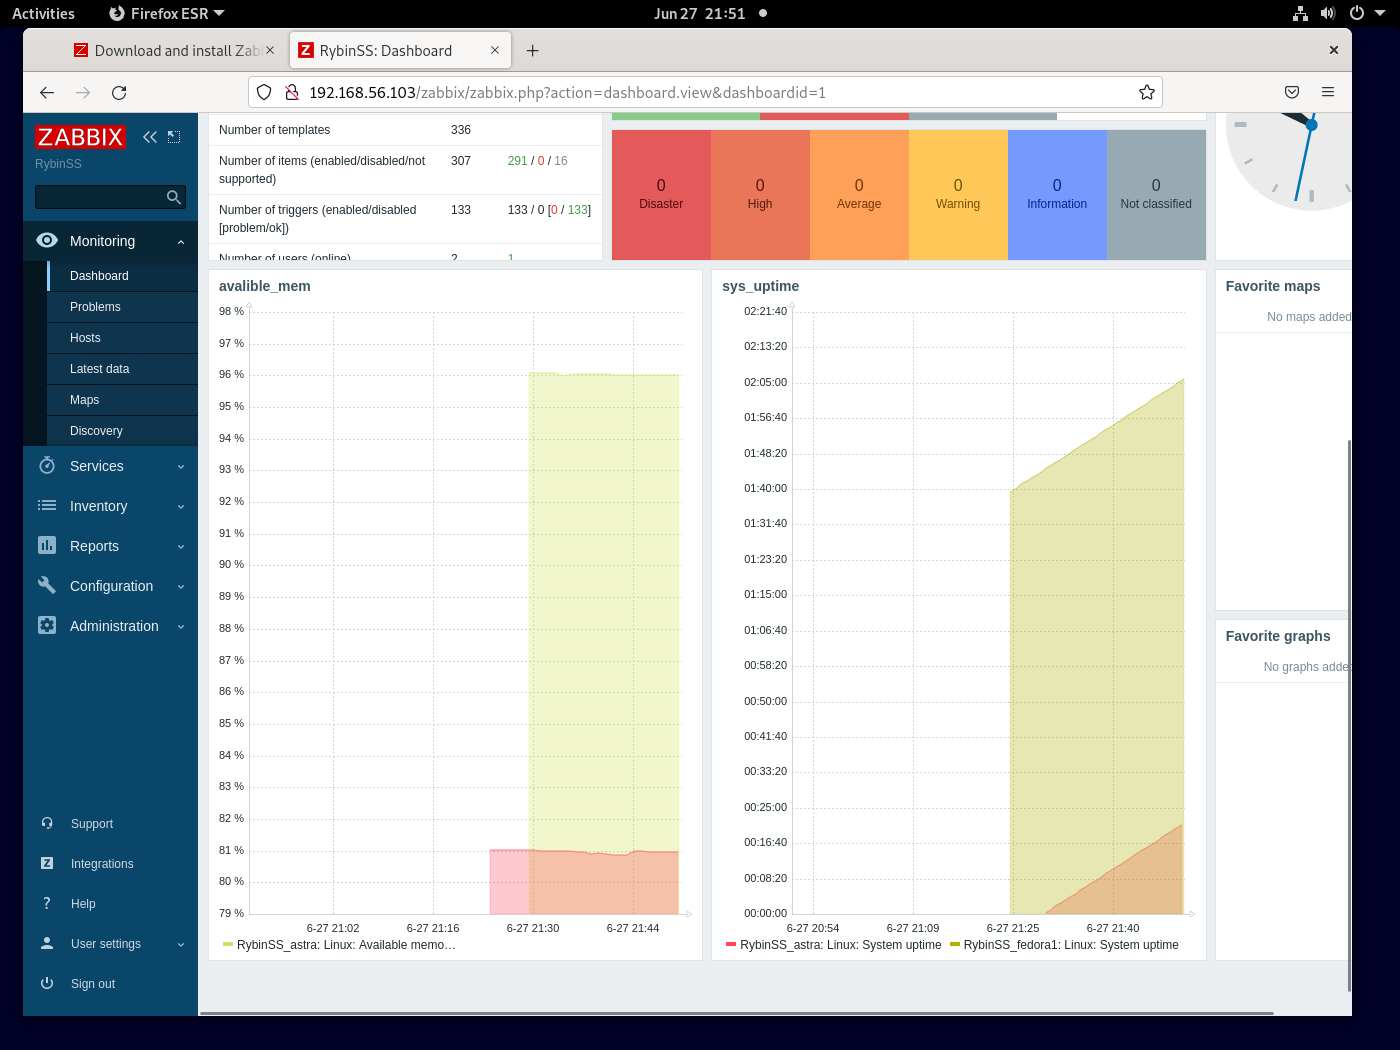 Activities
Firefox ESR
Jun 27 21:51
Download and install Zab
RybinSS: Dashboard
192.168.56.103/zabbix/zabbix.php?action=dashboard.view&dashboardid=1
ZABBIX
RybinSS
Monitoring
Dashboard
Problems
Hosts
Latest data
Maps
Discovery
Services
Inventory
Reports
Configuration
Administration
Support
Integrations
Help
User settings
Sign out
Number of templates 336
Number of items (enabled/disabled/not supported) 307 291 / 0 / 16
Number of triggers (enabled/disabled [problem/ok]) 133 133 / 0 [0 / 133]
Number of users (online) 2 1
0 Disaster
0 High
0 Average
0 Warning
0 Information
0 Not classified
avalible_mem
98 %
97 %
96 %
95 %
94 %
93 %
92 %
91 %
90 %
89 %
88 %
87 %
86 %
85 %
84 %
83 %
82 %
81 %
80 %
79 %
6-27 21:02 6-27 21:16 6-27 21:30 6-27 21:44
RybinSS_astra: Linux: Available memo...
sys_uptime
02:21:40
02:13:20
02:05:00
01:56:40
01:48:20
01:40:00
01:31:40
01:23:20
01:15:00
01:06:40
00:58:20
00:50:00
00:41:40
00:33:20
00:25:00
00:16:40
00:08:20
00:00:00
6-27 20:54 6-27 21:09 6-27 21:25 6-27 21:40
RybinSS_astra: Linux: System uptime RybinSS_fedora1: Linux: System uptime
Favorite maps
No maps added
Favorite graphs
No graphs added